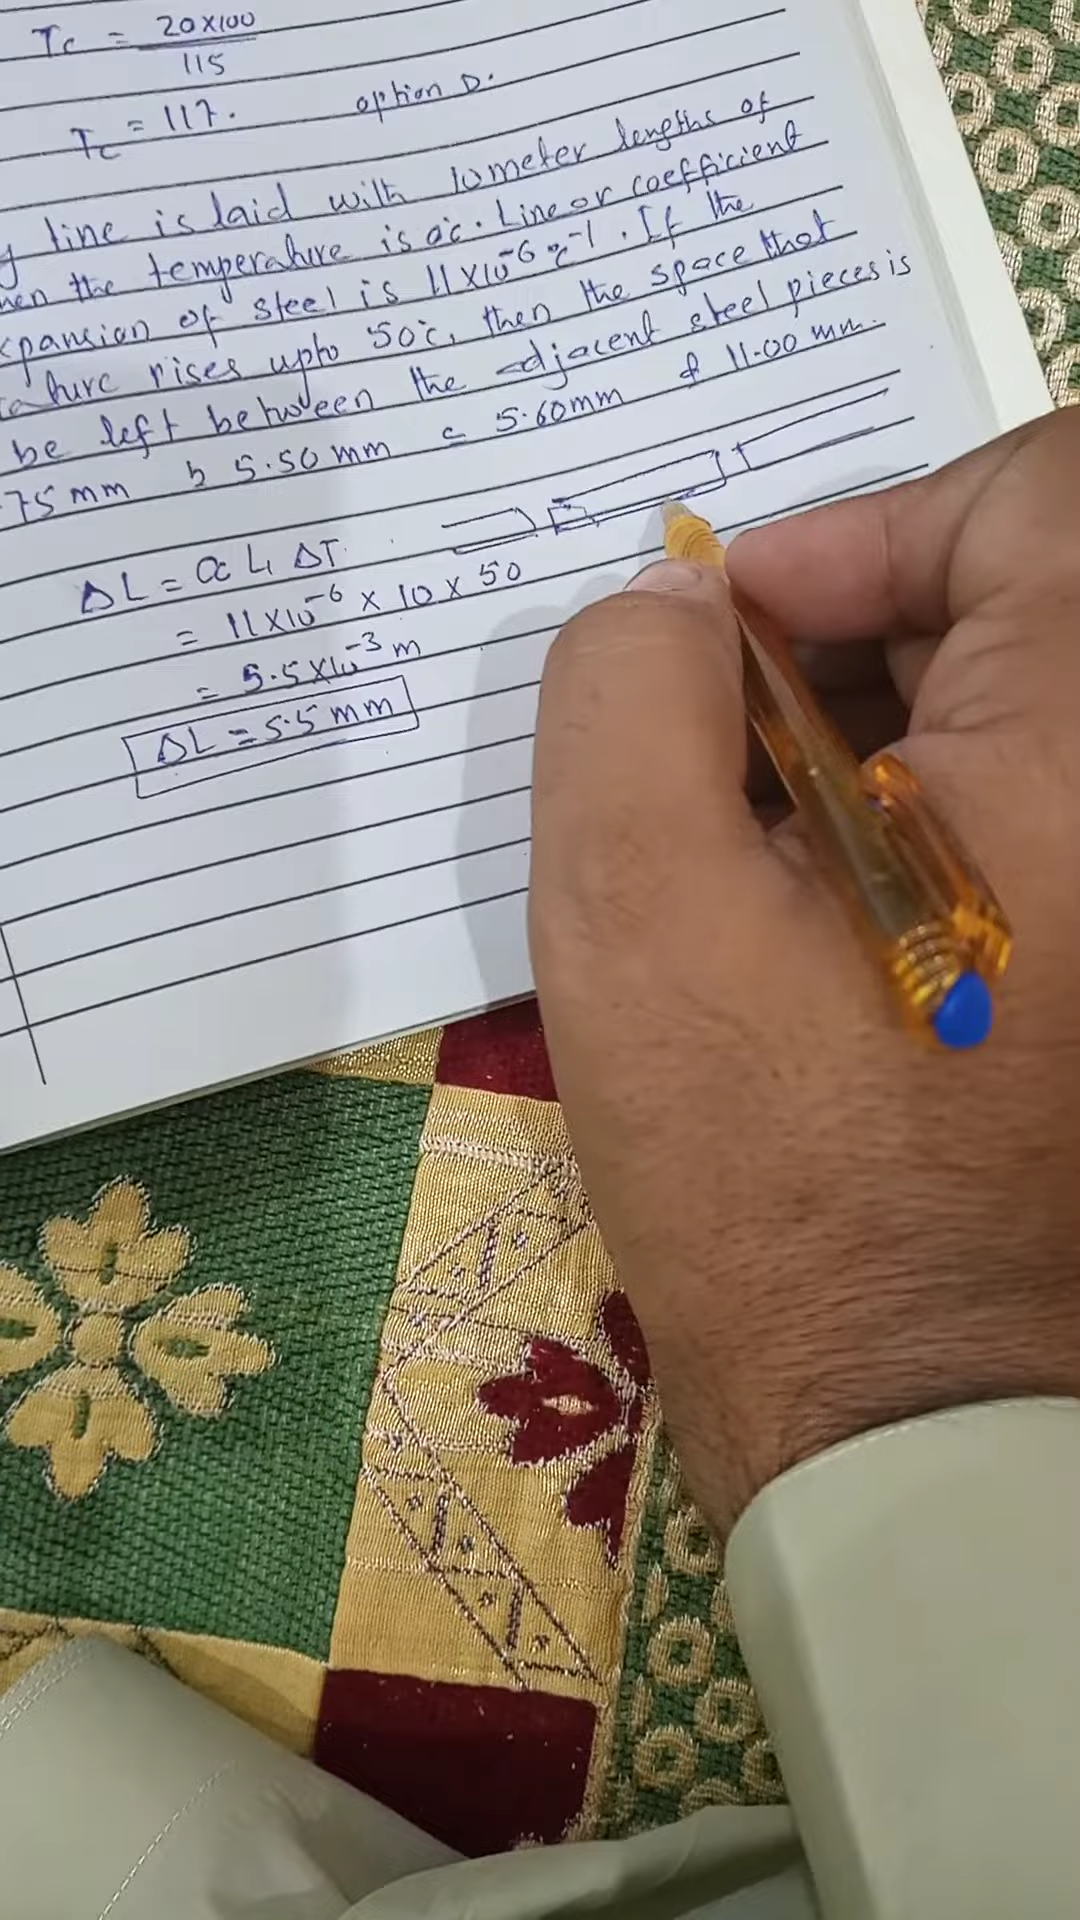 Tc = 20×100
115
Tc = 117. option D.
line is laid with 10 meter lengths of
the temperature is oċ. Linear coefficient
of steel is 11×10⁻⁶ °c⁻¹. If the
rises upto 50ċ, then the space that
be left between the adjacent steel pieces is
75 mm b 5.50 mm c 5.60mm d 11.00 mm.
ΔL = α L₁ ΔT
= 11×10⁻⁶ × 10 × 50
= 5.5×10⁻³ m
ΔL = 5.5 mm